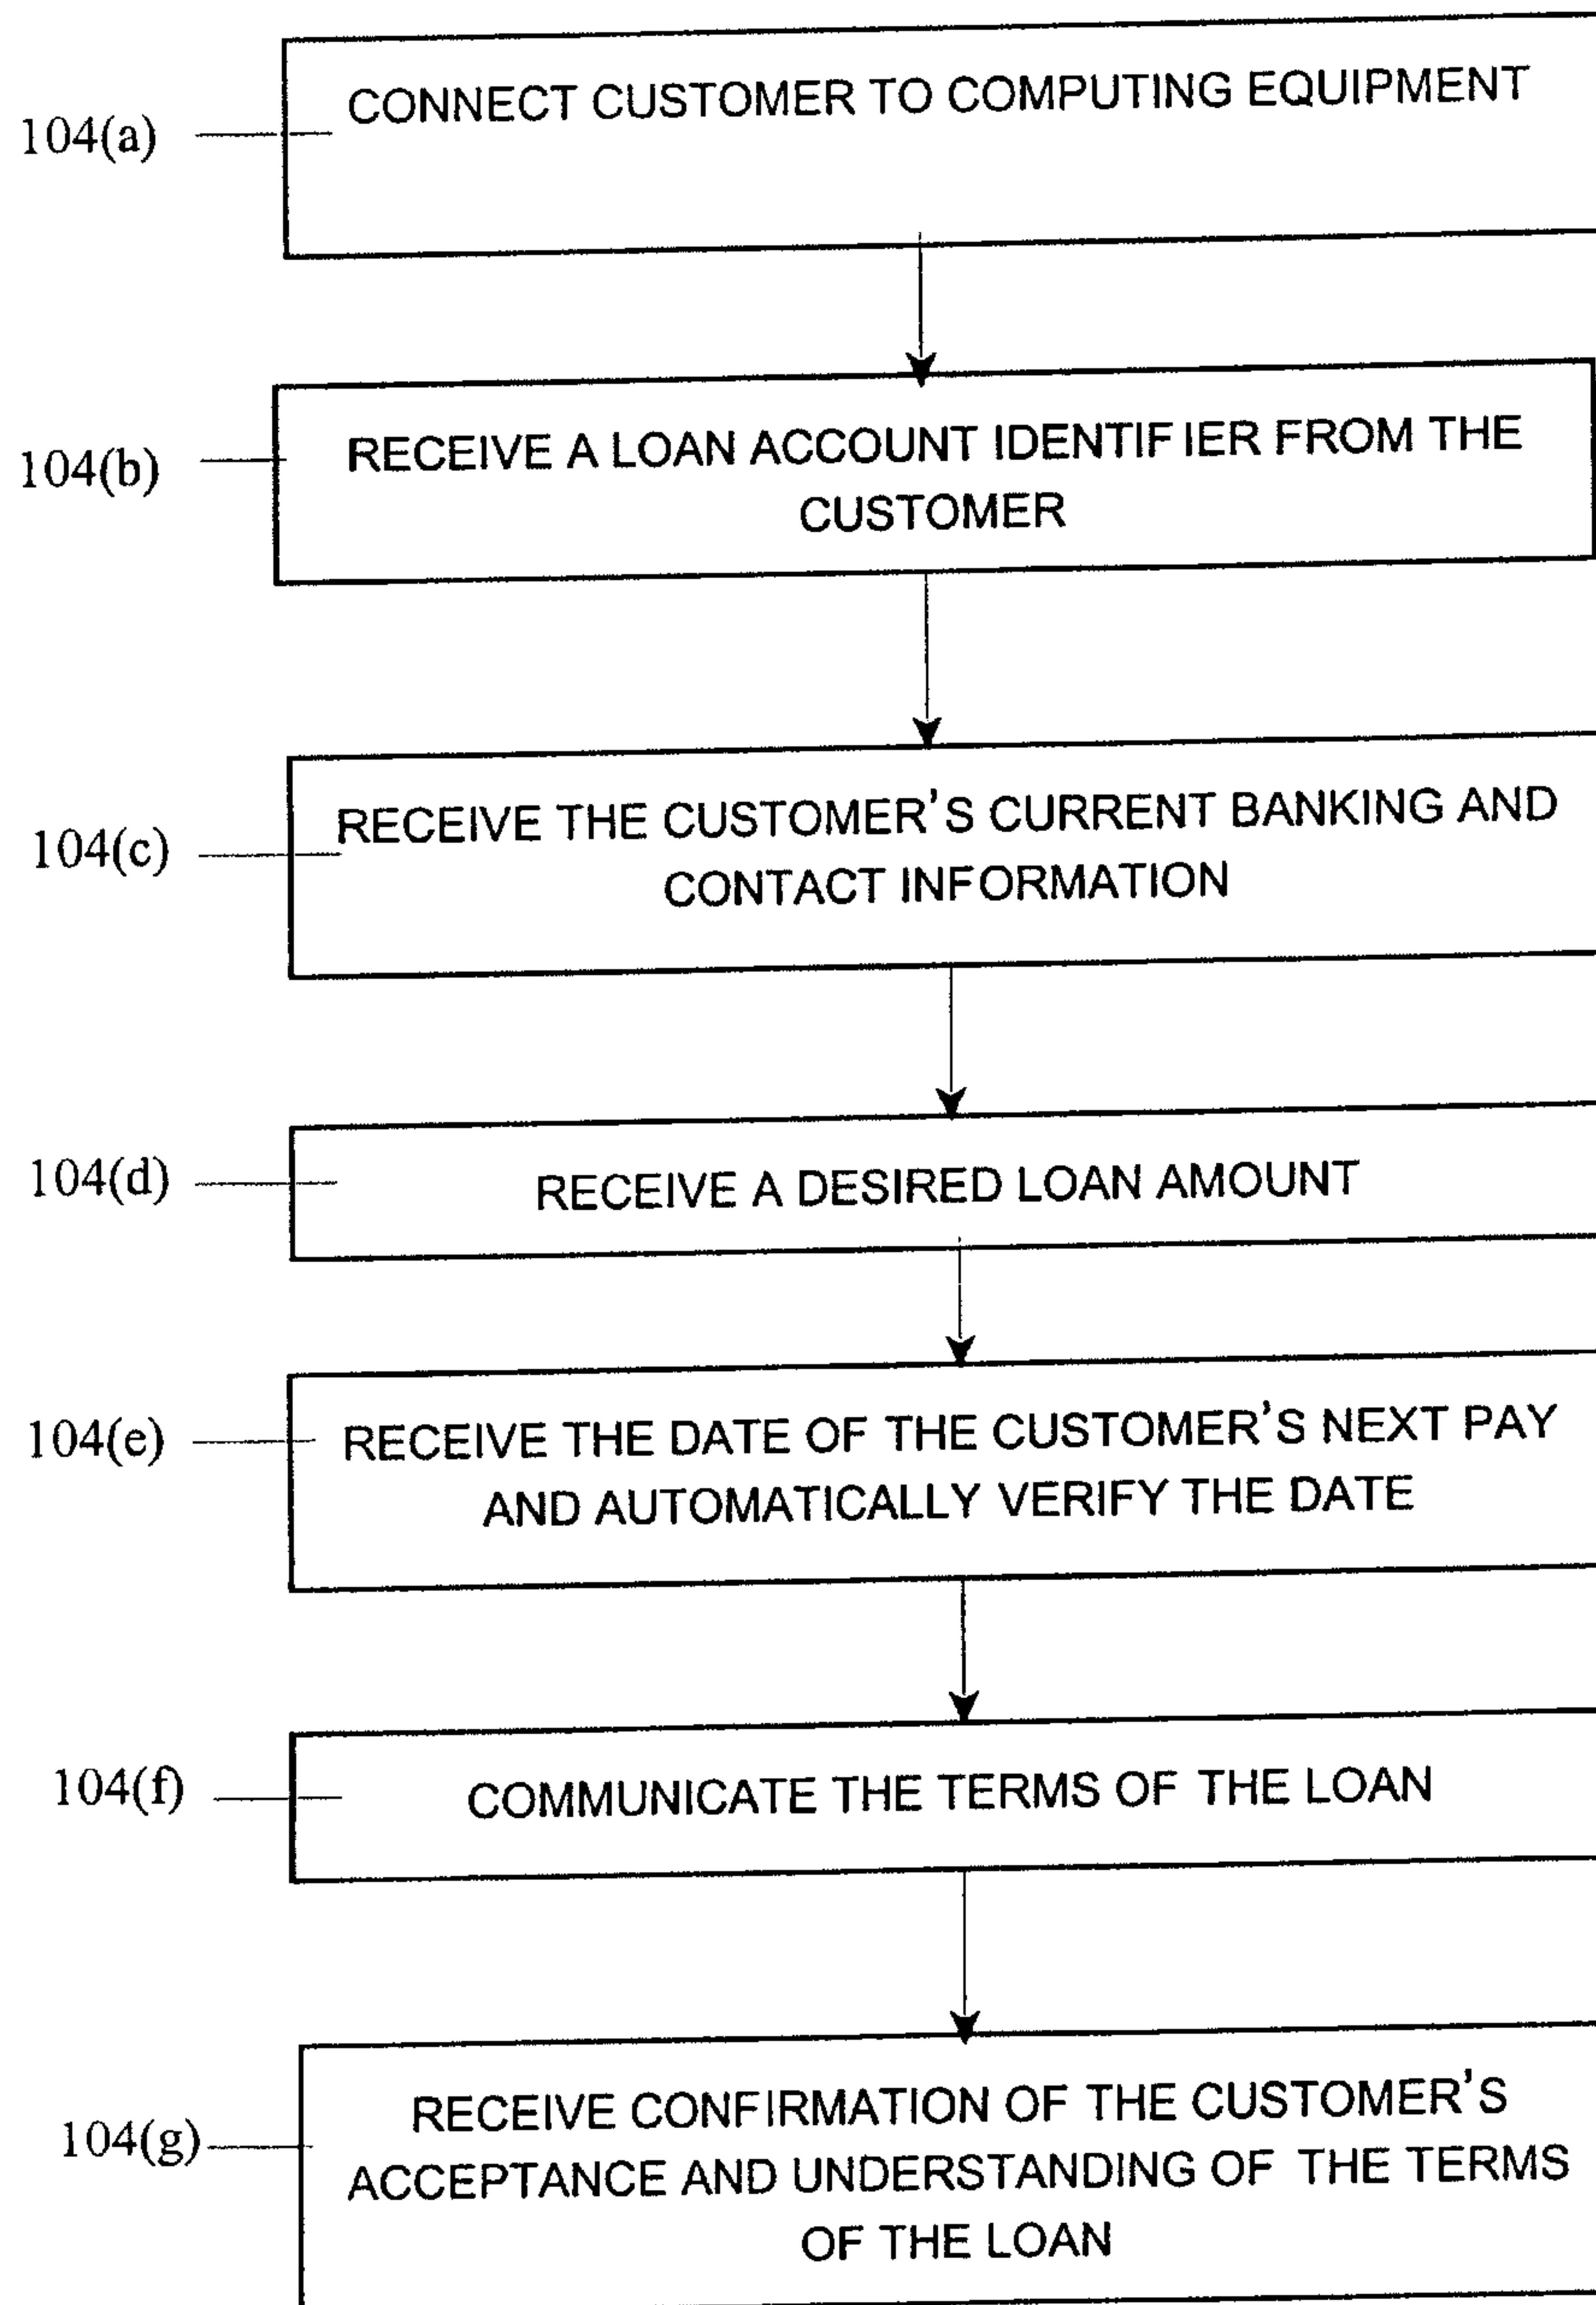 CONNECT CUSTOMER TO COMPUTING EQUIPMENT
104(a)
104(b)
RECEIVE A LOAN ACCOUNT IDENTIFIER FROM THE
CUSTOMER
104(c)
RECEIVE THE CUSTOMER'S CURRENT BANKING AND
CONTACT INFORMATION
104(d)
RECEIVE A DESIRED LOAN AMOUNT
104(e)
RECEIVE THE DATE OF THE CUSTOMER'S NEXT PAY
AND AUTOMATICALLY VERIFY THE DATE
104(f)
COMMUNICATE THE TERMS OF THE LOAN
104(g)
RECEIVE CONFIRMATION OF THE CUSTOMER'S
ACCEPTANCE AND UNDERSTANDING OF THE TERMS
OF THE LOAN